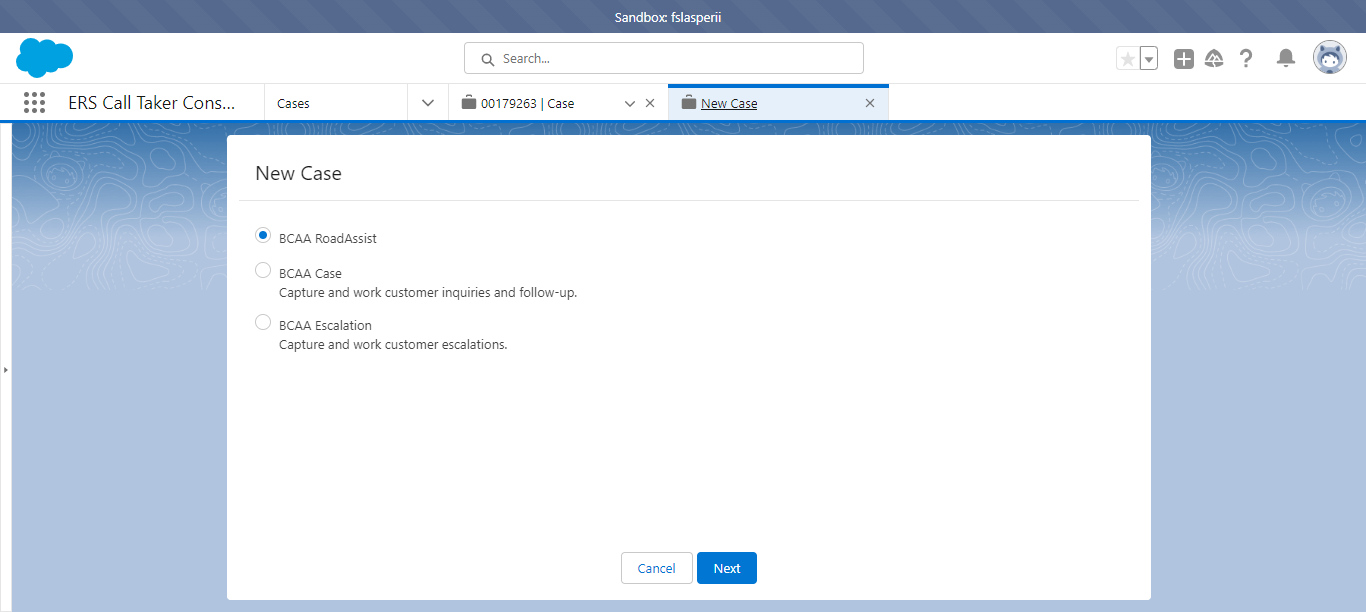 Sandbox: fslasperii
Search...
ERS Call Taker Cons...
Cases
00179263 | Case
New Case
New Case
BCAA RoadAssist
BCAA Case
Capture and work customer inquiries and follow-up.
BCAA Escalation
Capture and work customer escalations.
Cancel
Next